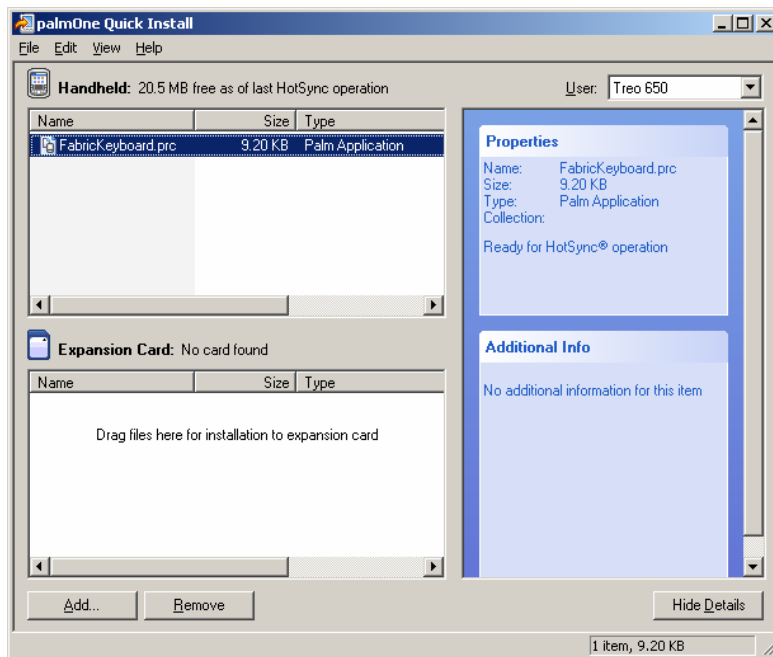 palmOne Quick Install
File Edit View Help
Handheld: 20.5 MB free as of last HotSync operation
User: Treo 650
Name Size Type
FabricKeyboard.prc 9.20 KB Palm Application
Properties
Name: FabricKeyboard.prc
Size: 9.20 KB
Type: Palm Application
Collection:
Ready for HotSync® operation
Expansion Card: No card found
Name Size Type
Drag files here for installation to expansion card
Additional Info
No additional information for this item
Add... Remove Hide Details
1 item, 9.20 KB